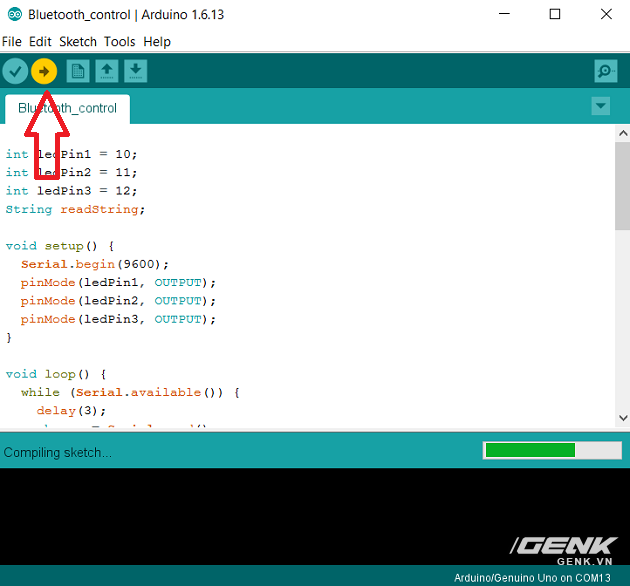 Bluetooth_control | Arduino 1.6.13
File Edit Sketch Tools Help
Bluetooth_control
int ledPin1 = 10;
int ledPin2 = 11;
int ledPin3 = 12;
String readString;
void setup() {
Serial.begin(9600);
pinMode(ledPin1, OUTPUT);
pinMode(ledPin2, OUTPUT);
pinMode(ledPin3, OUTPUT);
}
void loop() {
while (Serial.available()) {
delay(3);
Compiling sketch...
GENK
GENK.VN
Arduino/Genuino Uno on COM13